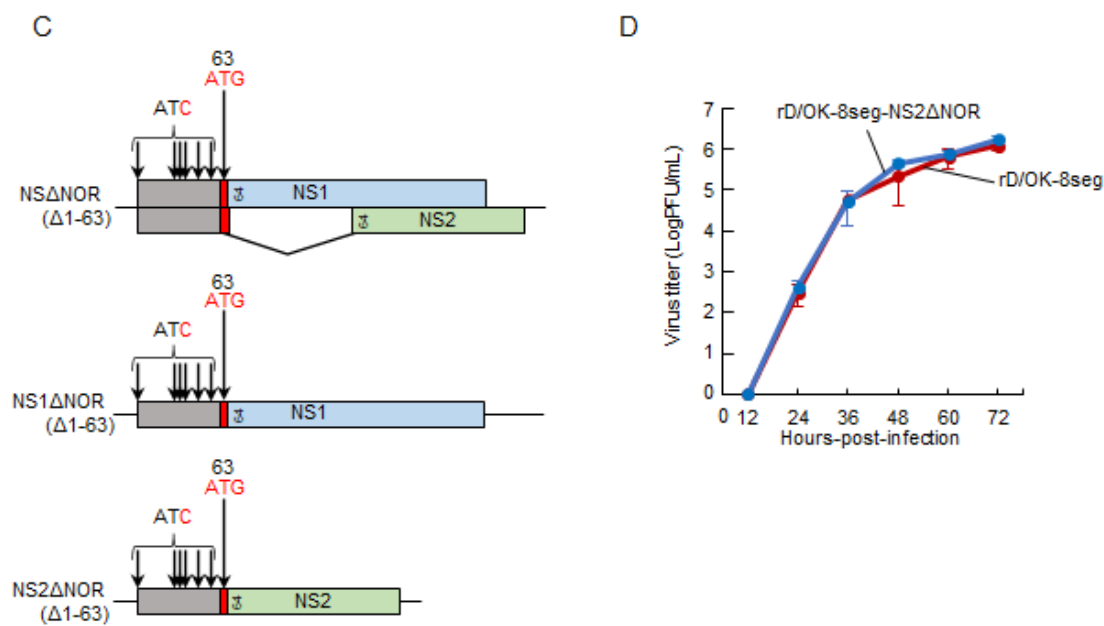 C
63
ATG
ATC
NSΔNOR
(Δ1-63)
64
NS1
64
NS2
63
ATG
ATC
NS1ΔNOR
(Δ1-63)
64
NS1
63
ATG
ATC
NS2ΔNOR
(Δ1-63)
64
NS2
D
7
6
5
4
3
2
1
0
Virus titer (LogPFU/mL)
rD/OK-8seg-NS2ΔNOR
rD/OK-8seg
0 12 24 36 48 60 72
Hours-post-infection